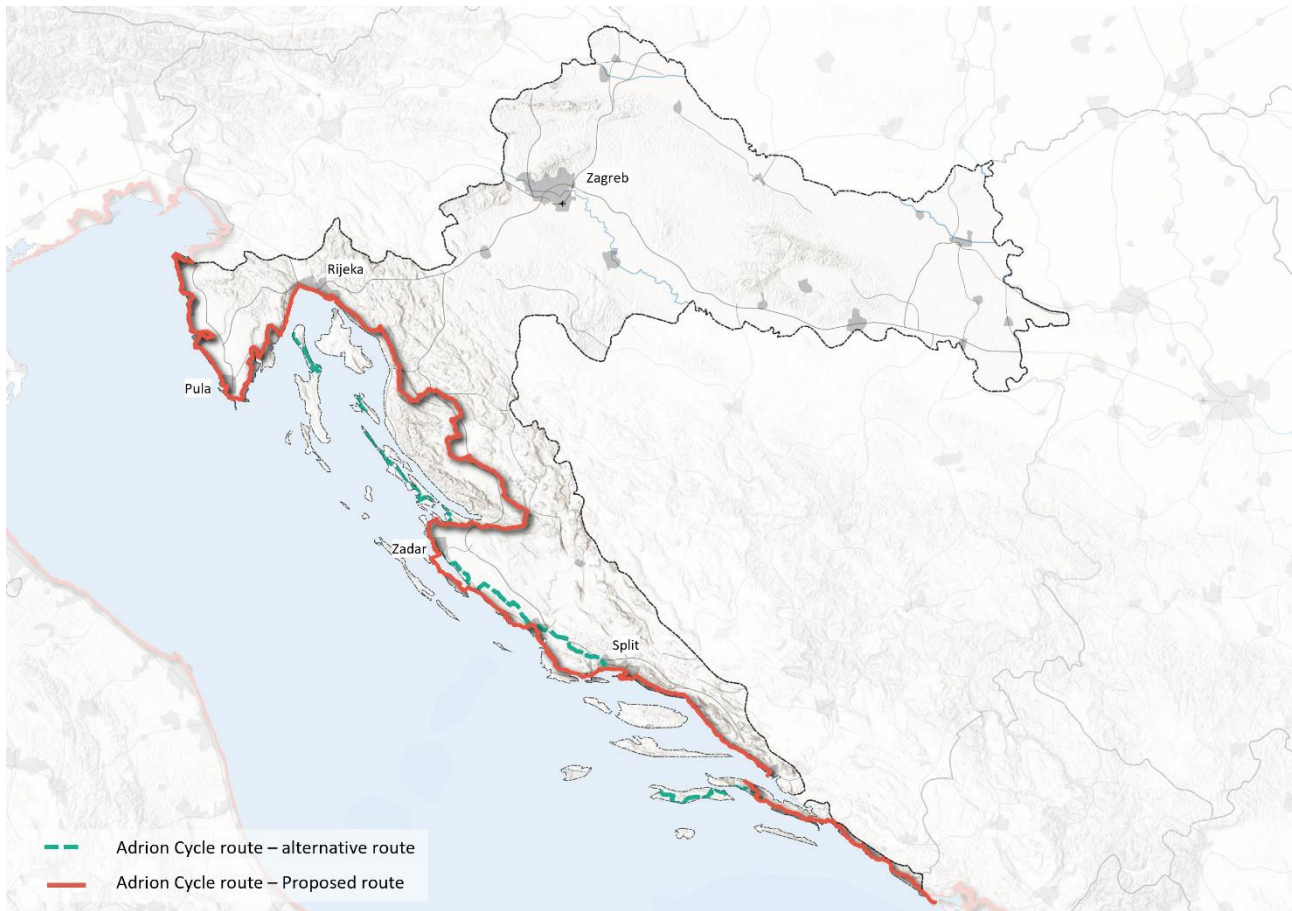 Zagreb
Rijeka
Pula
Zadar
Split
Adrion Cycle route – alternative route
Adrion Cycle route – Proposed route